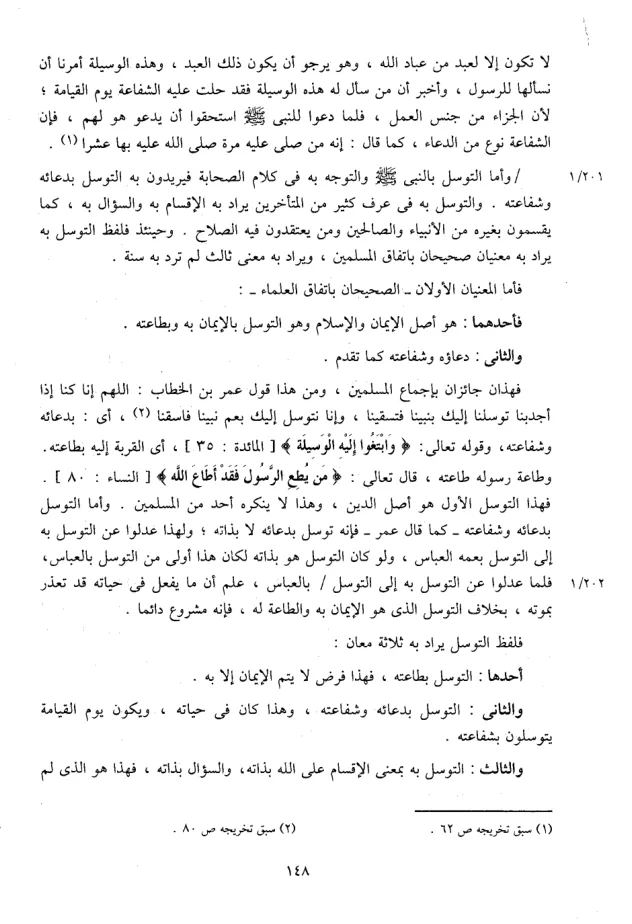 لا تكون إلا لعبد من عباد الله ، وهو يرجو أن يكون ذلك العبد ، وهذه الوسيلة أمرنا أن
نسألها للرسول ، وأخبر أن من سأل له هذه الوسيلة فقد حلت عليه الشفاعة يوم القيامة ؛
لأن الجزاء من جنس العمل ، فلما دعوا للنبى ﷺ استحقوا أن يدعو هو لهم ، فإن
الشفاعة نوع من الدعاء ، كما قال : إنه من صلى عليه مرة صلى الله عليه بها عشرا (١) .
١/٢٠١ / وأما التوسل بالنبى ﷺ والتوجه به فى كلام الصحابة فيريدون به التوسل بدعائه
وشفاعته . والتوسل به فى عرف كثير من المتأخرين يراد به الإقسام به والسؤال به ، كما
يقسمون بغيره من الأنبياء والصالحين ومن يعتقدون فيه الصلاح . وحينئذ فلفظ التوسل به
يراد به معنيان صحيحان باتفاق المسلمين ، ويراد به معنى ثالث لم ترد به سنة .
فأما المعنيان الأولان ـ الصحيحان باتفاق العلماء ـ :
فأحدهما : هو أصل الإيمان والإسلام وهو التوسل بالإيمان به وبطاعته .
والثانى : دعاؤه وشفاعته كما تقدم .
فهذان جائزان بإجماع المسلمين ، ومن هذا قول عمر بن الخطاب : اللهم إنا كنا إذا
أجدبنا توسلنا إليك بنبينا فتسقينا ، وإنا نتوسل إليك بعم نبينا فاسقنا (٢) ، أى : بدعائه
وشفاعته، وقوله تعالى: ﴿ وَابْتَغُوا إِلَيْهِ الْوَسِيلَةَ ﴾ [ المائدة : ٣٥ ] ، أى القربة إليه بطاعته.
وطاعة رسوله طاعته ، قال تعالى : ﴿ مَن يُطِعِ الرَّسُولَ فَقَدْ أَطَاعَ اللَّهَ ﴾ [ النساء : ٨٠ ] .
فهذا التوسل الأول هو أصل الدين ، وهذا لا ينكره أحد من المسلمين . وأما التوسل
بدعائه وشفاعته ـ كما قال عمر ـ فإنه توسل بدعائه لا بذاته ؛ ولهذا عدلوا عن التوسل به
إلى التوسل بعمه العباس ، ولو كان التوسل هو بذاته لكان هذا أولى من التوسل بالعباس،
١/٢٠٢ فلما عدلوا عن التوسل به إلى التوسل / بالعباس ، علم أن ما يفعل فى حياته قد تعذر
بموته ، بخلاف التوسل الذى هو الإيمان به والطاعة له ، فإنه مشروع دائما .
فلفظ التوسل يراد به ثلاثة معان :
أحدها : التوسل بطاعته ، فهذا فرض لا يتم الإيمان إلا به .
والثانى : التوسل بدعائه وشفاعته ، وهذا كان فى حياته ، ويكون يوم القيامة
يتوسلون بشفاعته .
والثالث : التوسل به بمعنى الإقسام على الله بذاته، والسؤال بذاته ، فهذا هو الذى لم
(١) سبق تخريجه ص ٦٢ . (٢) سبق تخريجه ص ٨٠ .
١٤٨